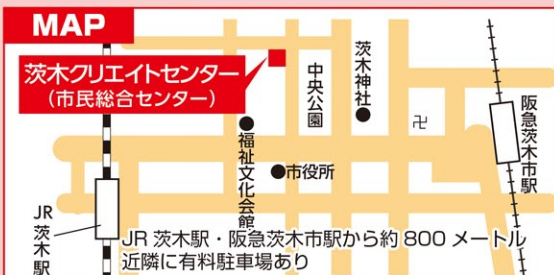 MAP
茨木クリエイトセンター
（市民総合センター）
中央公園
茨木神社
卍
阪急茨木市駅
福祉文化会館
市役所
JR茨木駅
JR 茨木駅・阪急茨木市駅から約 800 メートル
近隣に有料駐車場あり